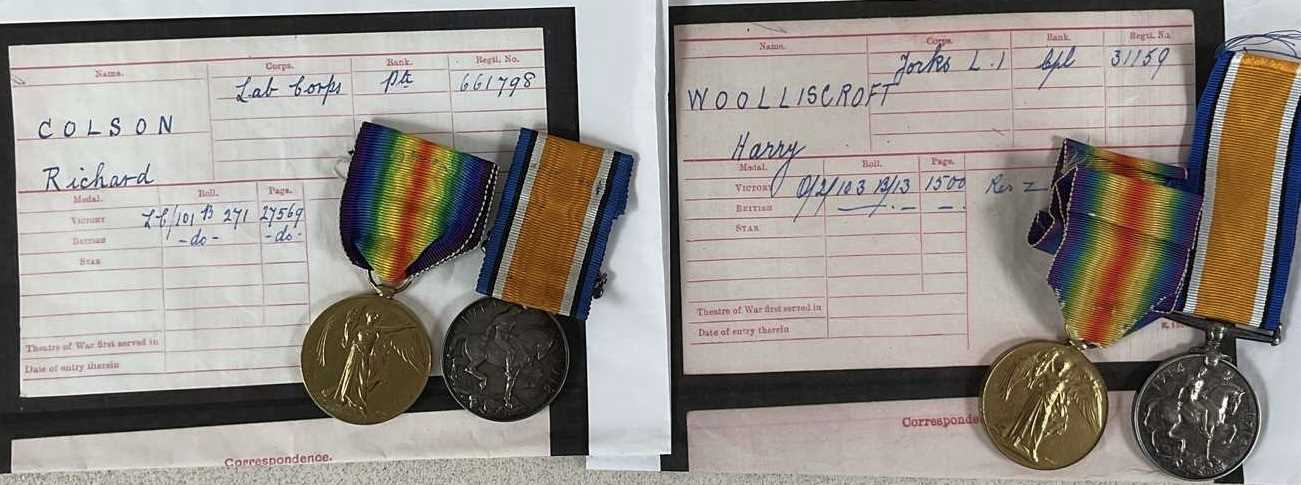 Name. Corps. Rank. Regtl. No.
Lab Corps Pte 661798
COLSON
Richard
Medal. Roll. Page.
VICTORY LC/101 B 271 27569
BRITISH -do- -do-
STAR
Theatre of War first served in
Date of entry therein
Correspondence.
Name. Corps. Rank. Regtl. No.
Yorks L.I Cpl 31159
WOOLLISCROFT
Harry
Medal. Roll. Page.
VICTORY O/2/103 B/13 1500 Res Z
BRITISH
STAR
Theatre of War first served in
Date of entry therein
K. 1380
Corresponde
1914